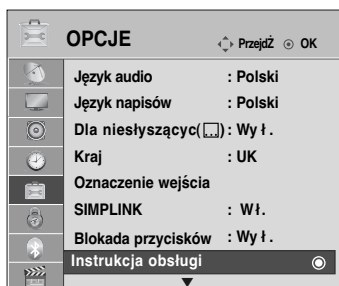 OPCJE PrzejdŹ OK
Język audio : Polski
Język napisów : Polski
Dla niesłyszącyc( ) : Wył.
Kraj : UK
Oznaczenie wejścia
SIMPLINK : Wł.
Blokada przycisków : Wył.
Instrukcja obsługi